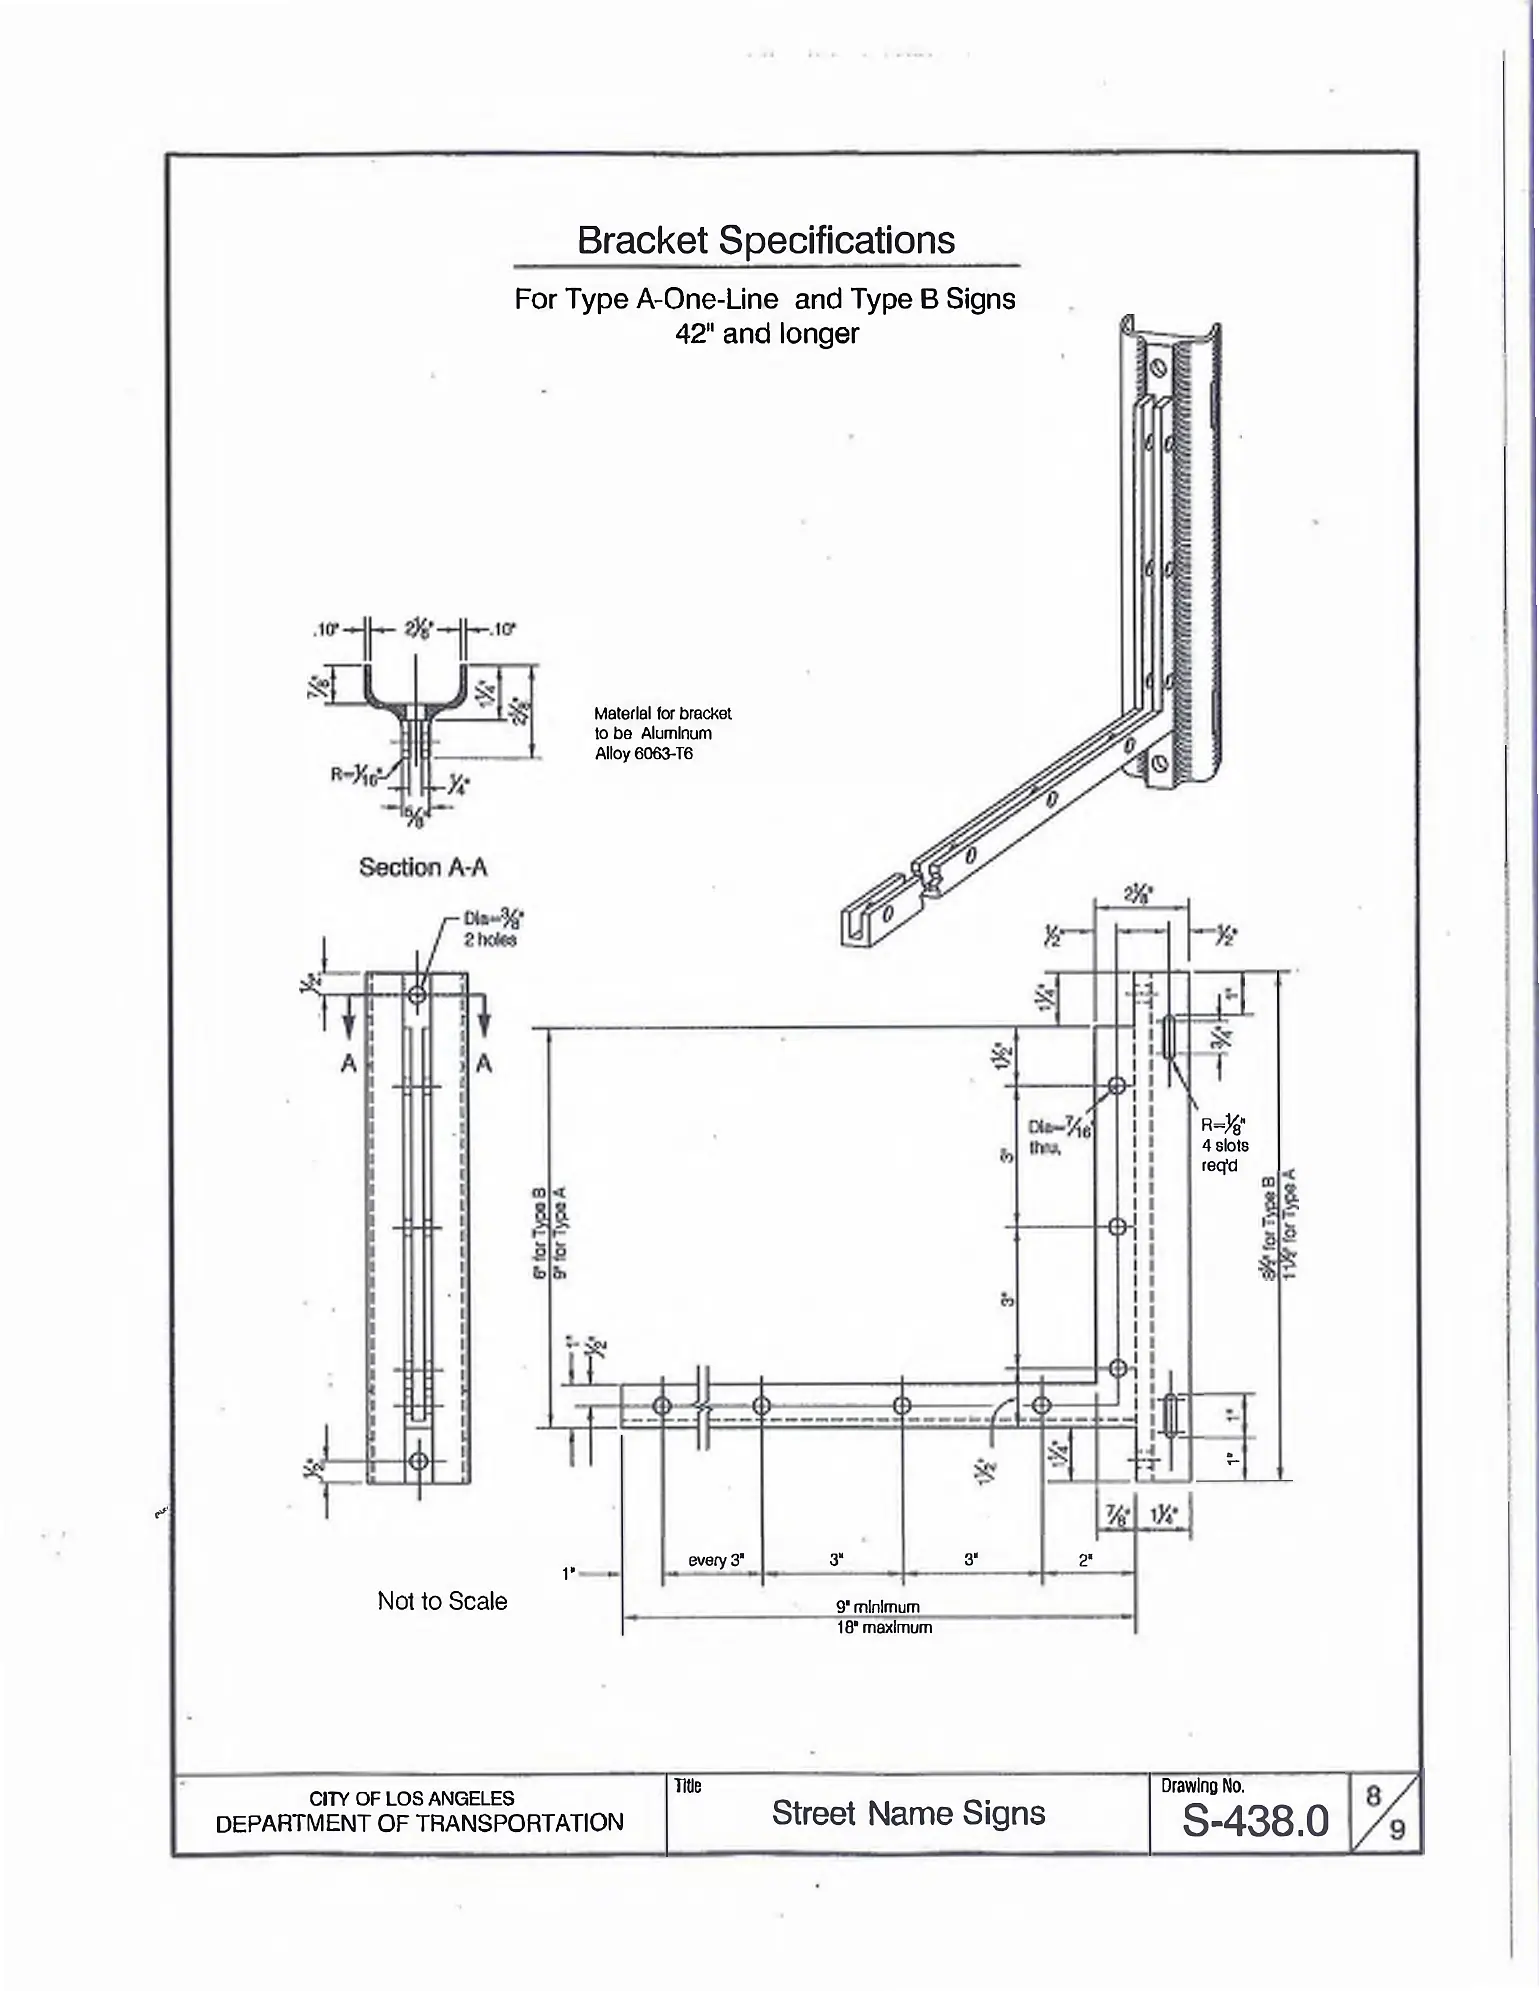 Bracket Specifications
For Type A-One-Line and Type B Signs
42" and longer
.10" 2⅛" .10"
⅞" 1¼" 2⅛"
R=1/16" ¼"
⅝"
Material for bracket
to be Aluminum
Alloy 6063-T6
Section A-A
Dia=⅜"
2 holes
½"
A A
½"
Not to Scale
2⅛"
½" ½"
1¼" 1"
¾"
1½"
Dia=7/16"
thru.
R=⅛"
4 slots
req'd
3"
6" for Type B
9" for Type A
8½" for Type B
11½" for Type A
3"
1" ½"
1"
1½" 1¼" 1"
⅞" 1¼"
1" every 3" 3" 3" 2"
9" minimum
18" maximum
CITY OF LOS ANGELES
DEPARTMENT OF TRANSPORTATION
Title
Street Name Signs
Drawing No.
S-438.0
8/9